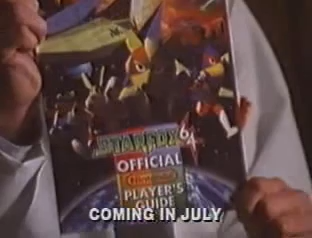 STARFOX 64
OFFICIAL
Nintendo
PLAYER'S
GUIDE
COMING IN JULY